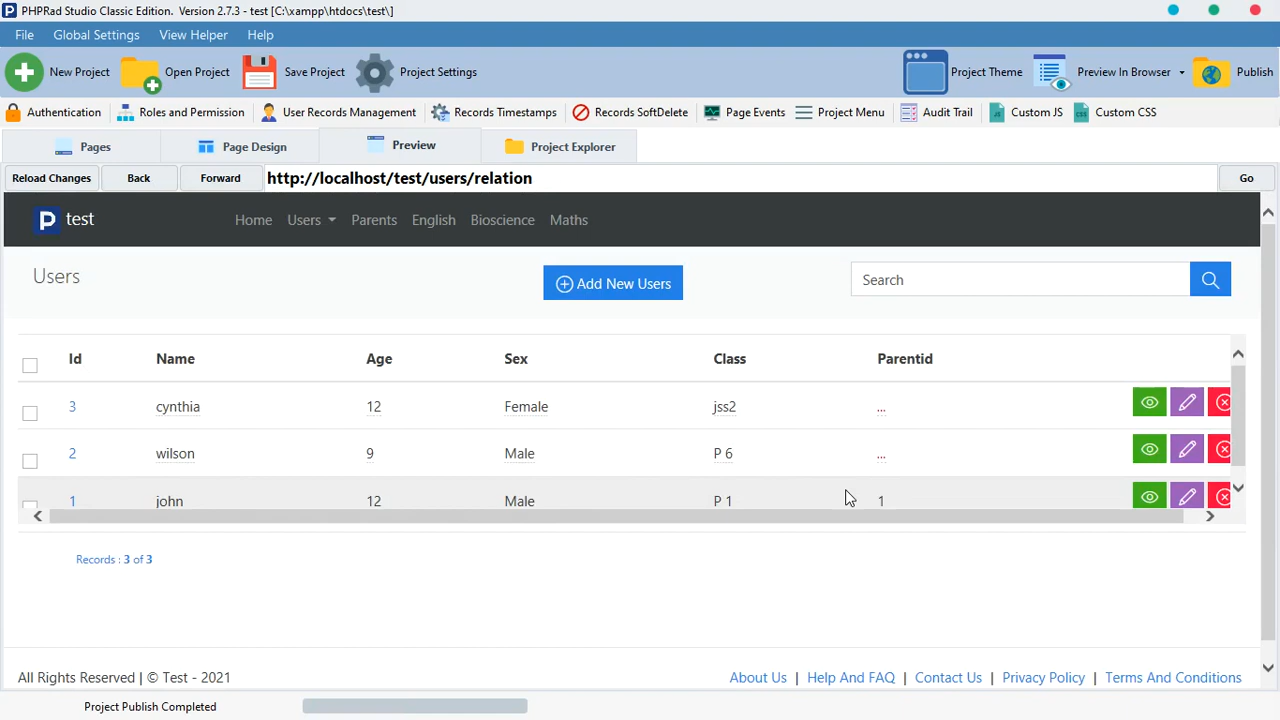 PHPRad Studio Classic Edition. Version 2.7.3 - test [C:\xampp\htdocs\test\]
File Global Settings View Helper Help
New Project Open Project Save Project Project Settings Project Theme Preview In Browser Publish
Authentication Roles and Permission User Records Management Records Timestamps Records SoftDelete Page Events Project Menu Audit Trail Custom JS Custom CSS
Pages Page Design Preview Project Explorer
Reload Changes Back Forward http://localhost/test/users/relation Go
P test Home Users Parents English Bioscience Maths
Users Add New Users Search
Id Name Age Sex Class Parentid
3 cynthia 12 Female jss2 ...
2 wilson 9 Male P 6 ...
1 john 12 Male P 1 1
Records : 3 of 3
All Rights Reserved | © Test - 2021 About Us | Help And FAQ | Contact Us | Privacy Policy | Terms And Conditions
Project Publish Completed